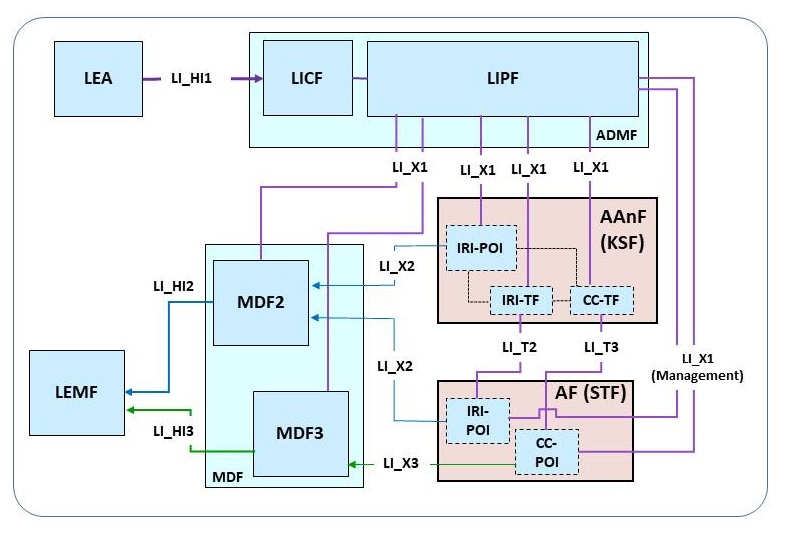 LEA
LI_HI1
LICF
LIPF
ADMF
LI_X1
LI_X1
LI_X1
LI_X1
AAnF
(KSF)
IRI-POI
LI_X2
IRI-TF
CC-TF
LI_HI2
MDF2
LI_T2
LI_T3
LI_X1
(Management)
LI_X2
LEMF
AF (STF)
IRI-
POI
MDF3
LI_HI3
CC-
POI
LI_X3
MDF